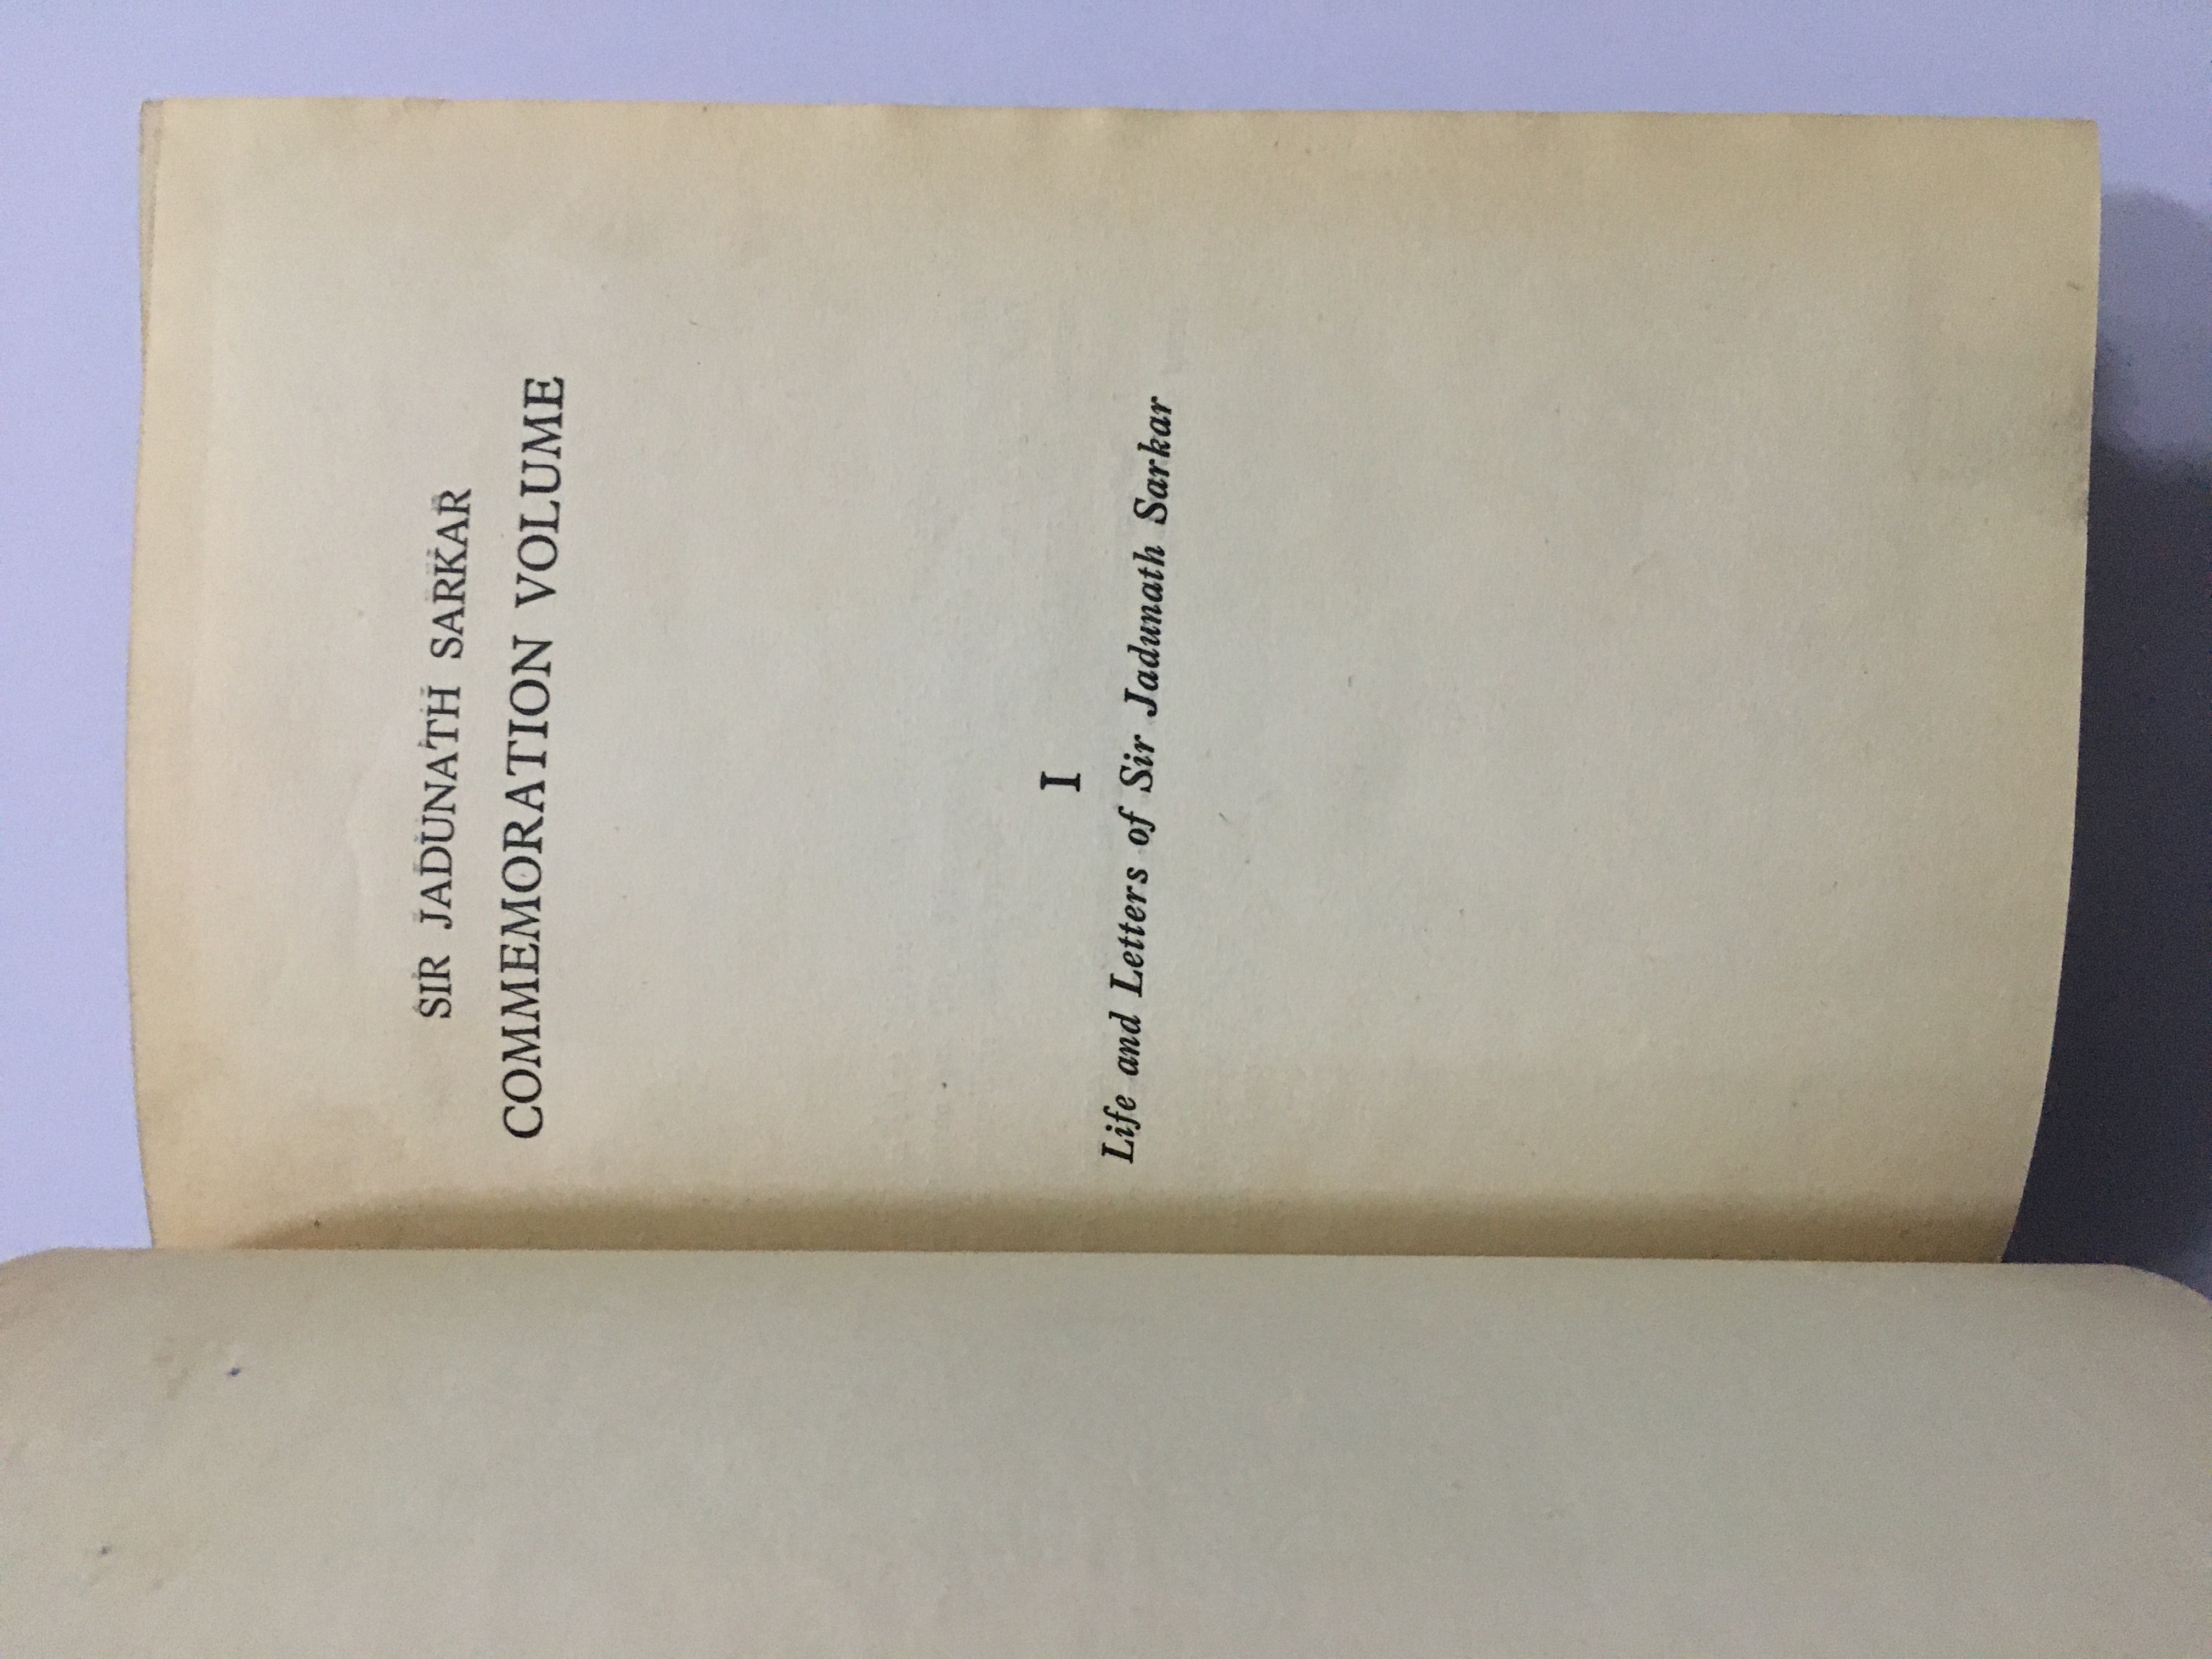 SIR JADUNATH SARKAR
COMMEMORATION VOLUME
I
Life and Letters of Sir Jadunath Sarkar